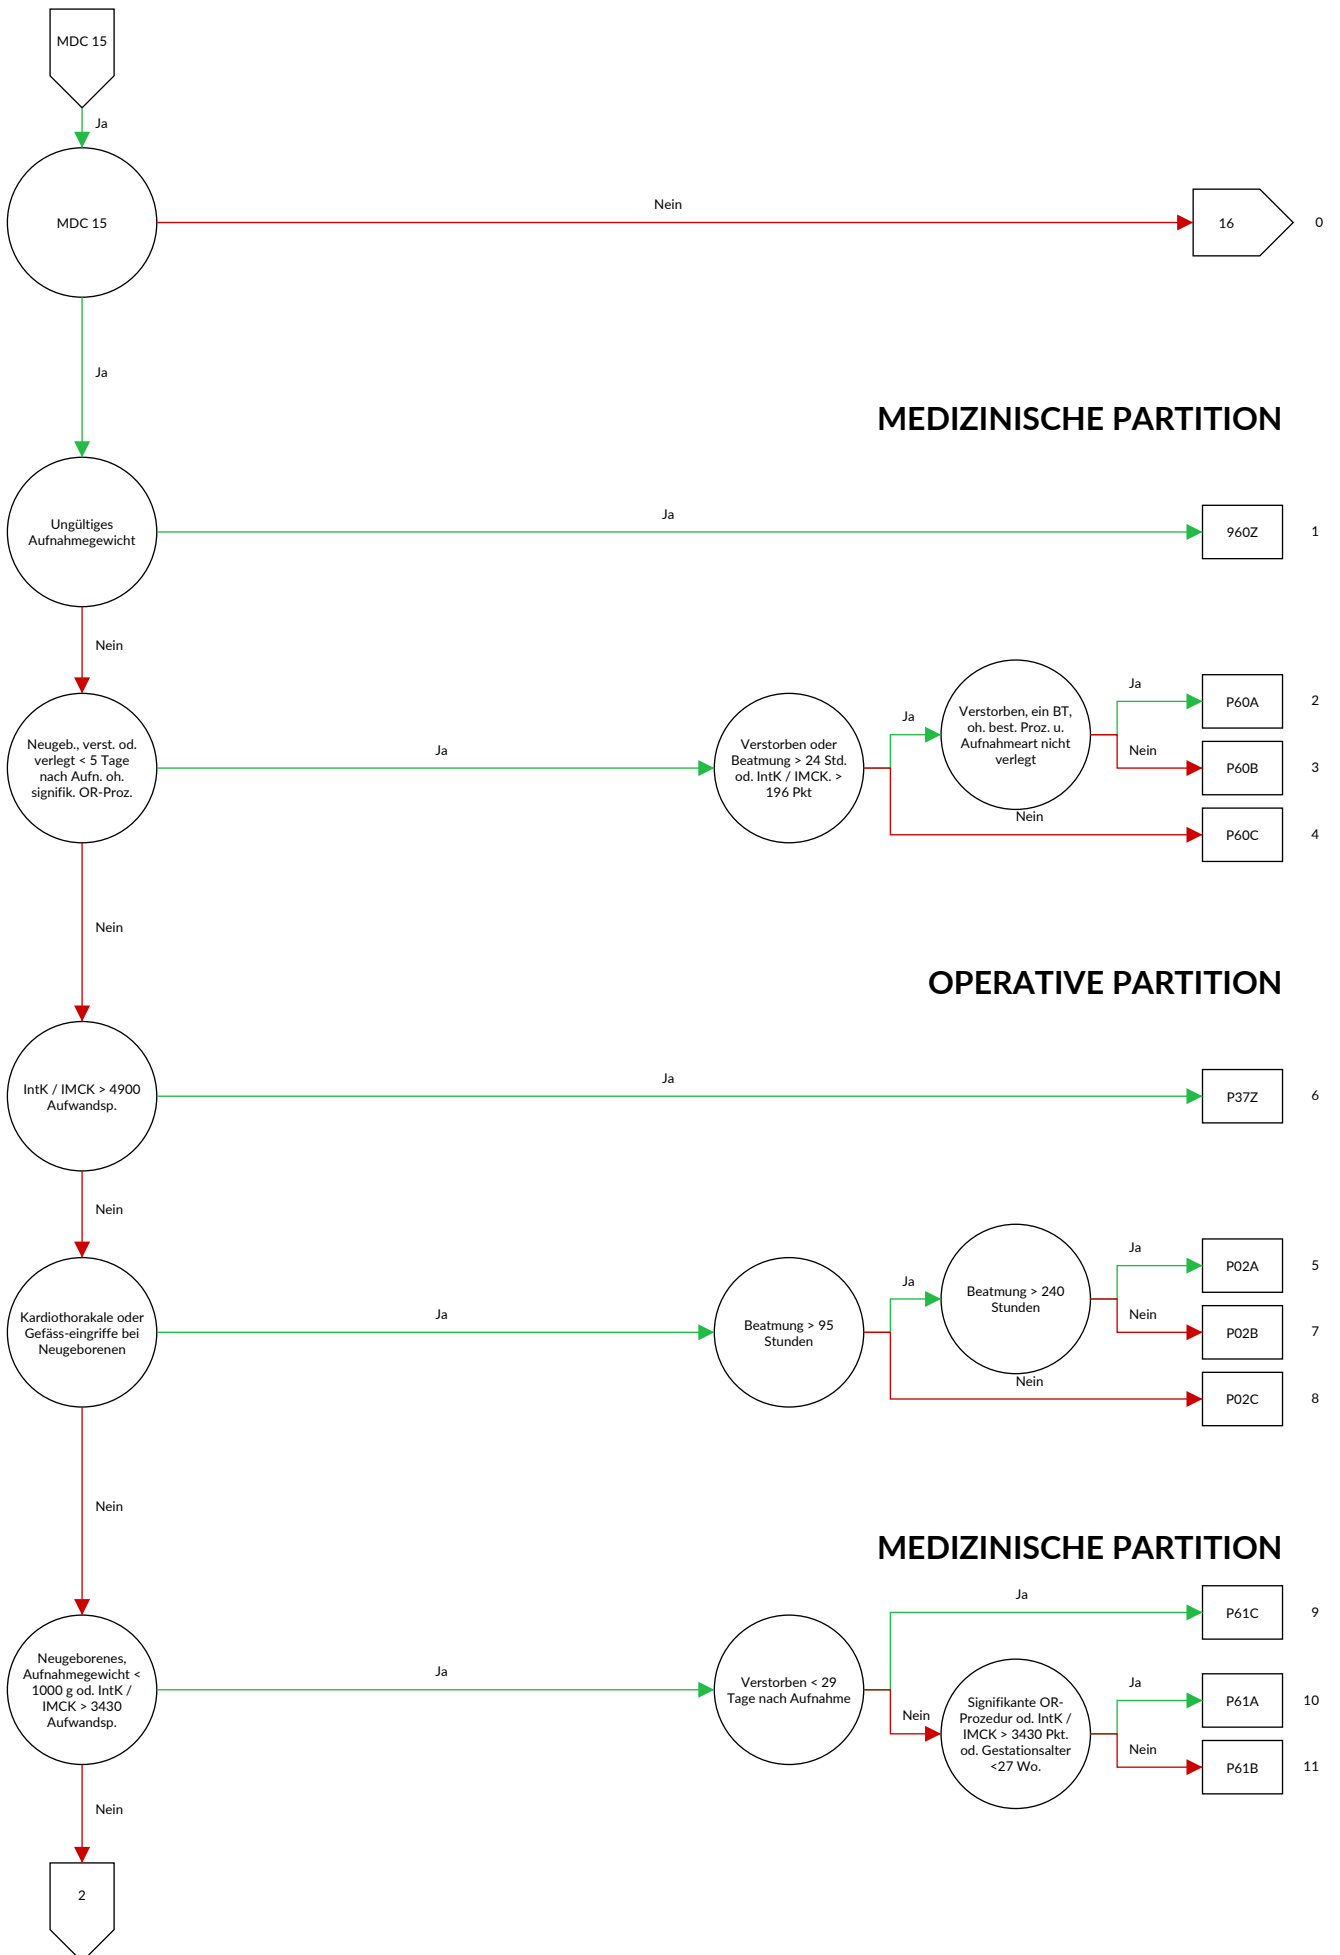 MDC 15
Ja
MDC 15
Nein
16
0
Ja
MEDIZINISCHE PARTITION
Ungültiges
Aufnahmegewicht
Ja
960Z
1
Nein
Neugeb., verst. od.
verlegt < 5 Tage
nach Aufn. oh.
signifik. OR-Proz.
Ja
Verstorben oder
Beatmung > 24 Std.
od. IntK / IMCK. >
196 Pkt
Ja
Verstorben, ein BT,
oh. best. Proz. u.
Aufnahmeart nicht
verlegt
Ja
P60A
2
Nein
P60B
3
Nein
P60C
4
Nein
OPERATIVE PARTITION
IntK / IMCK > 4900
Aufwandsp.
Ja
P37Z
6
Nein
Kardiothorakale oder
Gefäss-eingriffe bei
Neugeborenen
Ja
Beatmung > 95
Stunden
Ja
Beatmung > 240
Stunden
Ja
P02A
5
Nein
P02B
7
Nein
P02C
8
Nein
MEDIZINISCHE PARTITION
Neugeborenes,
Aufnahmegewicht <
1000 g od. IntK /
IMCK > 3430
Aufwandsp.
Ja
Verstorben < 29
Tage nach Aufnahme
Ja
P61C
9
Nein
Signifikante OR-
Prozedur od. IntK /
IMCK > 3430 Pkt.
od. Gestationsalter
<27 Wo.
Ja
P61A
10
Nein
P61B
11
Nein
2